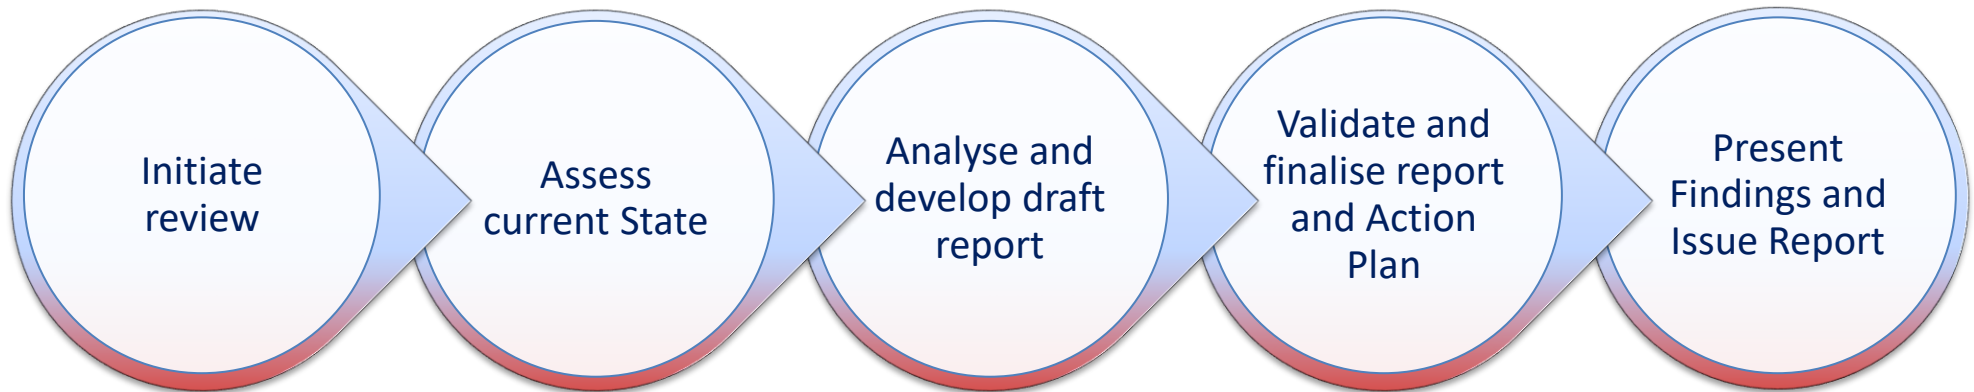 Initiate
review
Assess
current State
Analyse and
develop draft
report
Validate and
finalise report
and Action
Plan
Present
Findings and
Issue Report